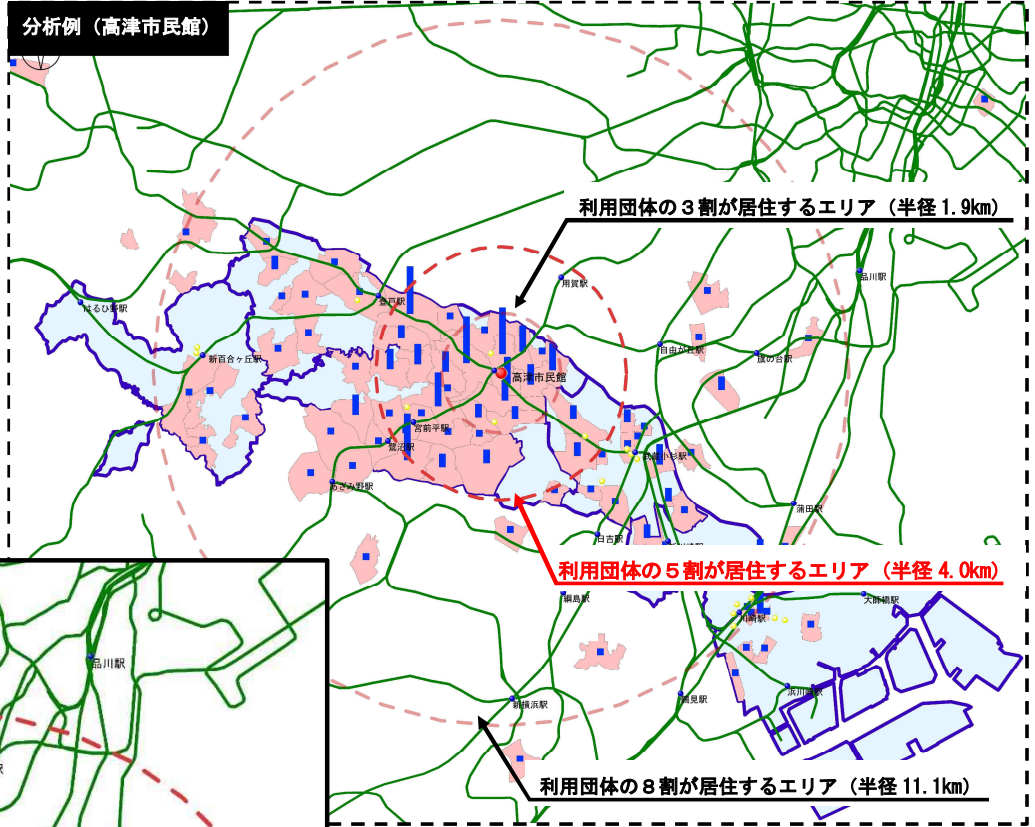 分析例（高津市民館）
利用団体の３割が居住するエリア（半径1.9km）
品川駅
用賀駅
はるひ野駅
登戸駅
自由が丘駅
旗の台駅
新百合ヶ丘駅
高津市民館
宮前平駅
鷺沼駅
武蔵小杉駅
あざみ野駅
蒲田駅
日吉駅
利用団体の５割が居住するエリア（半径4.0km）
綱島駅
大師橋駅
川崎駅
品川駅
浜川崎駅
鶴見駅
新横浜駅
駅
利用団体の８割が居住するエリア（半径11.1km）